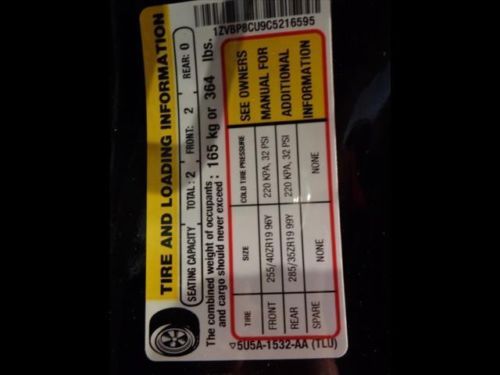 1ZVBP8CU9C5216595
TIRE AND LOADING INFORMATION
SEATING CAPACITY TOTAL: 2 FRONT: 2 REAR: 0
The combined weight of occupants
and cargo should never exceed : 165 kg or 364 lbs.
TIRE SIZE COLD TIRE PRESSURE SEE OWNERS
FRONT 255/40ZR19 96Y 220 KPA, 32 PSI MANUAL FOR
REAR 285/35ZR19 99Y 220 KPA, 32 PSI ADDITIONAL
SPARE NONE NONE INFORMATION
5U5A-1532-AA (TLU)